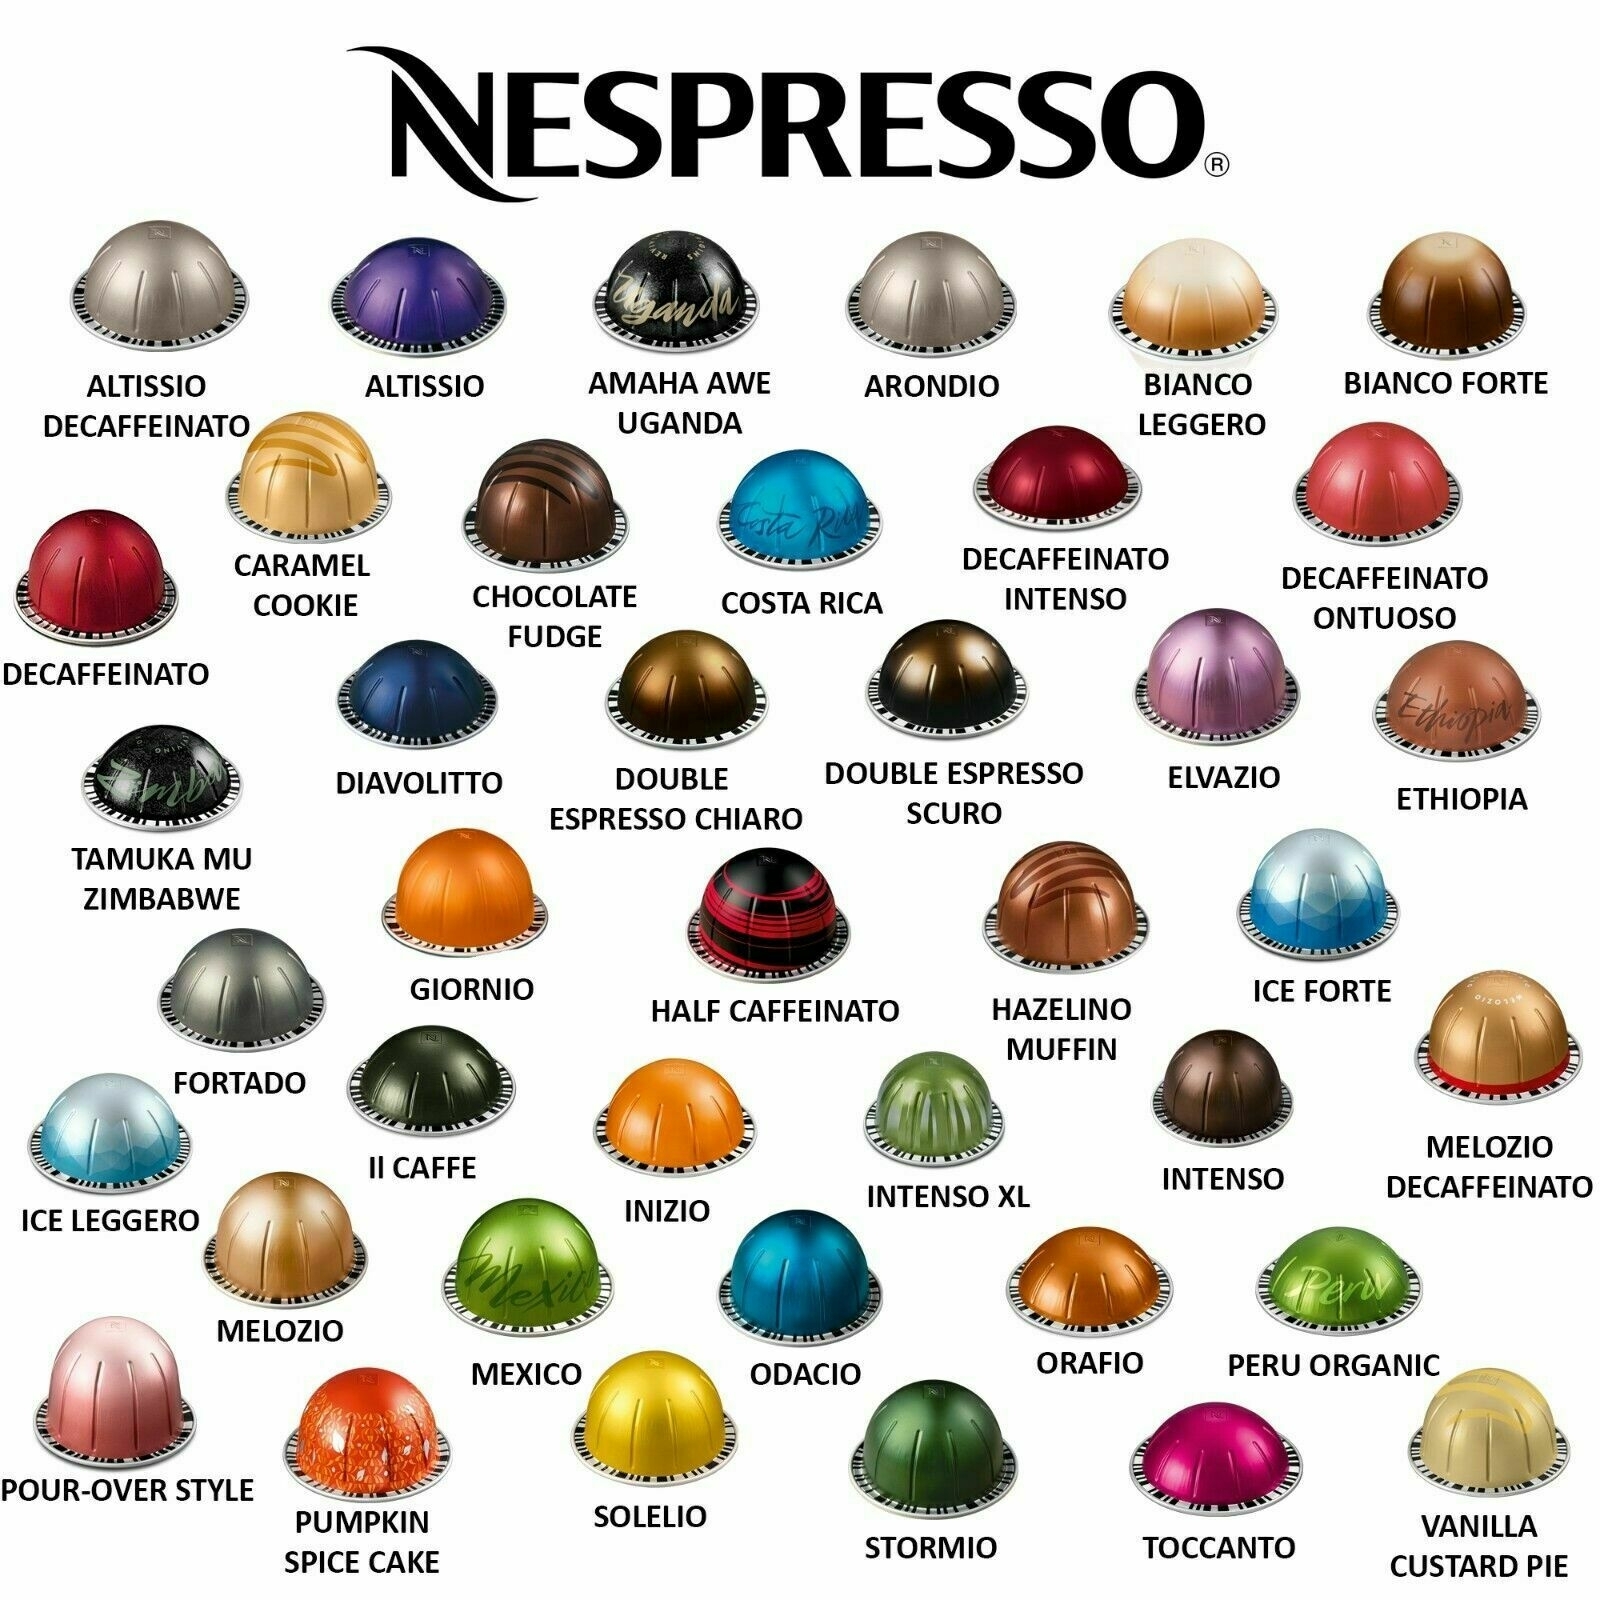 NESPRESSO®
ALTISSIO
DECAFFEINATO
ALTISSIO
Uganda
AMAHA AWE
UGANDA
ARONDIO
BIANCO
LEGGERO
BIANCO FORTE
DECAFFEINATO
CARAMEL
COOKIE
CHOCOLATE
FUDGE
Costa Rica
COSTA RICA
DECAFFEINATO
INTENSO
DECAFFEINATO
ONTUOSO
TAMUKA MU
ZIMBABWE
DIAVOLITTO
DOUBLE
ESPRESSO CHIARO
DOUBLE ESPRESSO
SCURO
ELVAZIO
Ethiopia
ETHIOPIA
FORTADO
GIORNIO
HALF CAFFEINATO
HAZELINO
MUFFIN
ICE FORTE
MELOZIO
MELOZIO
DECAFFEINATO
ICE LEGGERO
Il CAFFE
INIZIO
INTENSO XL
INTENSO
MELOZIO
Mexico
MEXICO
ODACIO
ORAFIO
Peru
PERU ORGANIC
POUR-OVER STYLE
PUMPKIN
SPICE CAKE
SOLELIO
STORMIO
TOCCANTO
VANILLA
CUSTARD PIE